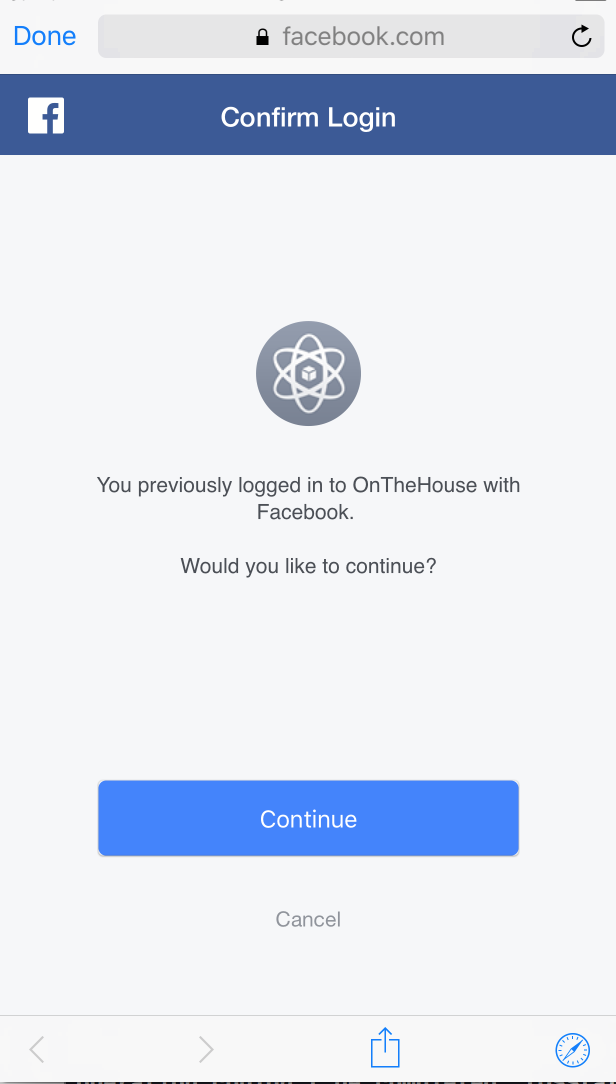 Done
facebook.com
Confirm Login
You previously logged in to OnTheHouse with
Facebook.
Would you like to continue?
Continue
Cancel